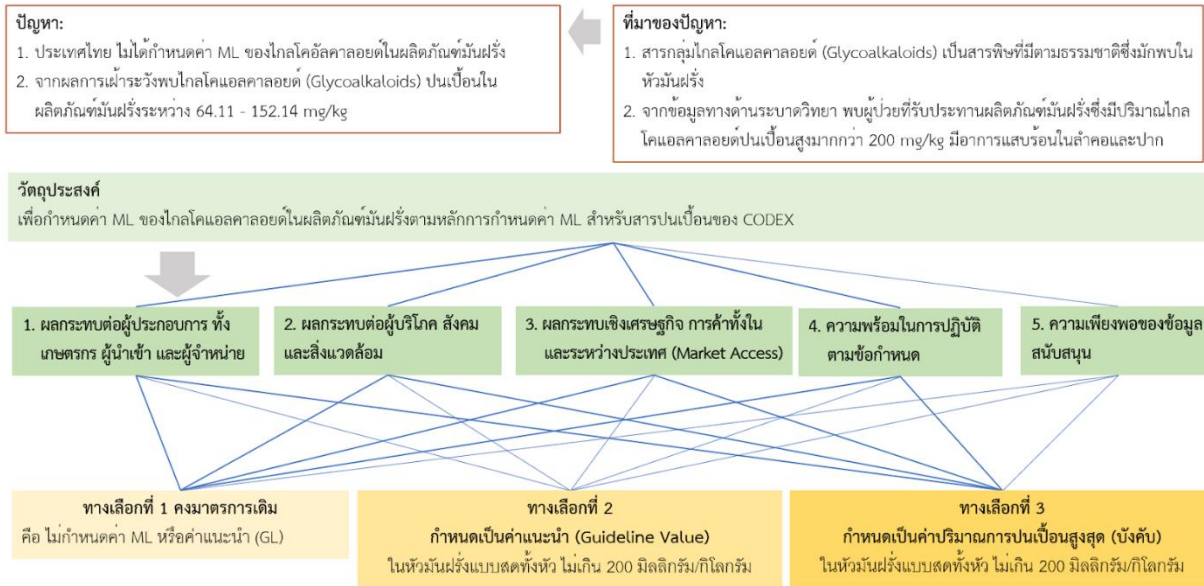 ปัญหา:
1. ประเทศไทย ไม่ได้กำหนดค่า ML ของไกลโคอัลคาลอยด์ในผลิตภัณฑ์มันฝรั่ง
2. จากผลการเฝ้าระวังพบไกลโคแอลคาลอยด์ (Glycoalkaloids) ปนเปื้อนใน
ผลิตภัณฑ์มันฝรั่งระหว่าง 64.11 - 152.14 mg/kg
ที่มาของปัญหา:
1. สารกลุ่มไกลโคแอลคาลอยด์ (Glycoalkaloids) เป็นสารพิษที่มีตามธรรมชาติซึ่งมักพบใน
หัวมันฝรั่ง
2. จากข้อมูลทางด้านระบาดวิทยา พบผู้ป่วยที่รับประทานผลิตภัณฑ์มันฝรั่งซึ่งมีปริมาณไกล
โคแอลคาลอยด์ปนเปื้อนสูงมากกว่า 200 mg/kg มีอาการแสบร้อนในลำคอและปาก
วัตถุประสงค์
เพื่อกำหนดค่า ML ของไกลโคแอลคาลอยด์ในผลิตภัณฑ์มันฝรั่งตามหลักการกำหนดค่า ML สำหรับสารปนเปื้อนของ CODEX
1. ผลกระทบต่อผู้ประกอบการ ทั้ง
เกษตรกร ผู้นำเข้า และผู้จำหน่าย
2. ผลกระทบต่อผู้บริโภค สังคม
และสิ่งแวดล้อม
3. ผลกระทบเชิงเศรษฐกิจ การค้าทั้งใน
และระหว่างประเทศ (Market Access)
4. ความพร้อมในการปฏิบัติ
ตามข้อกำหนด
5. ความเพียงพอของข้อมูล
สนับสนุน
ทางเลือกที่ 1 คงมาตรการเดิม
คือ ไม่กำหนดค่า ML หรือค่าแนะนำ (GL)
ทางเลือกที่ 2
กำหนดเป็นค่าแนะนำ (Guideline Value)
ในหัวมันฝรั่งแบบสดทั้งหัว ไม่เกิน 200 มิลลิกรัม/กิโลกรัม
ทางเลือกที่ 3
กำหนดเป็นค่าปริมาณการปนเปื้อนสูงสุด (บังคับ)
ในหัวมันฝรั่งแบบสดทั้งหัว ไม่เกิน 200 มิลลิกรัม/กิโลกรัม